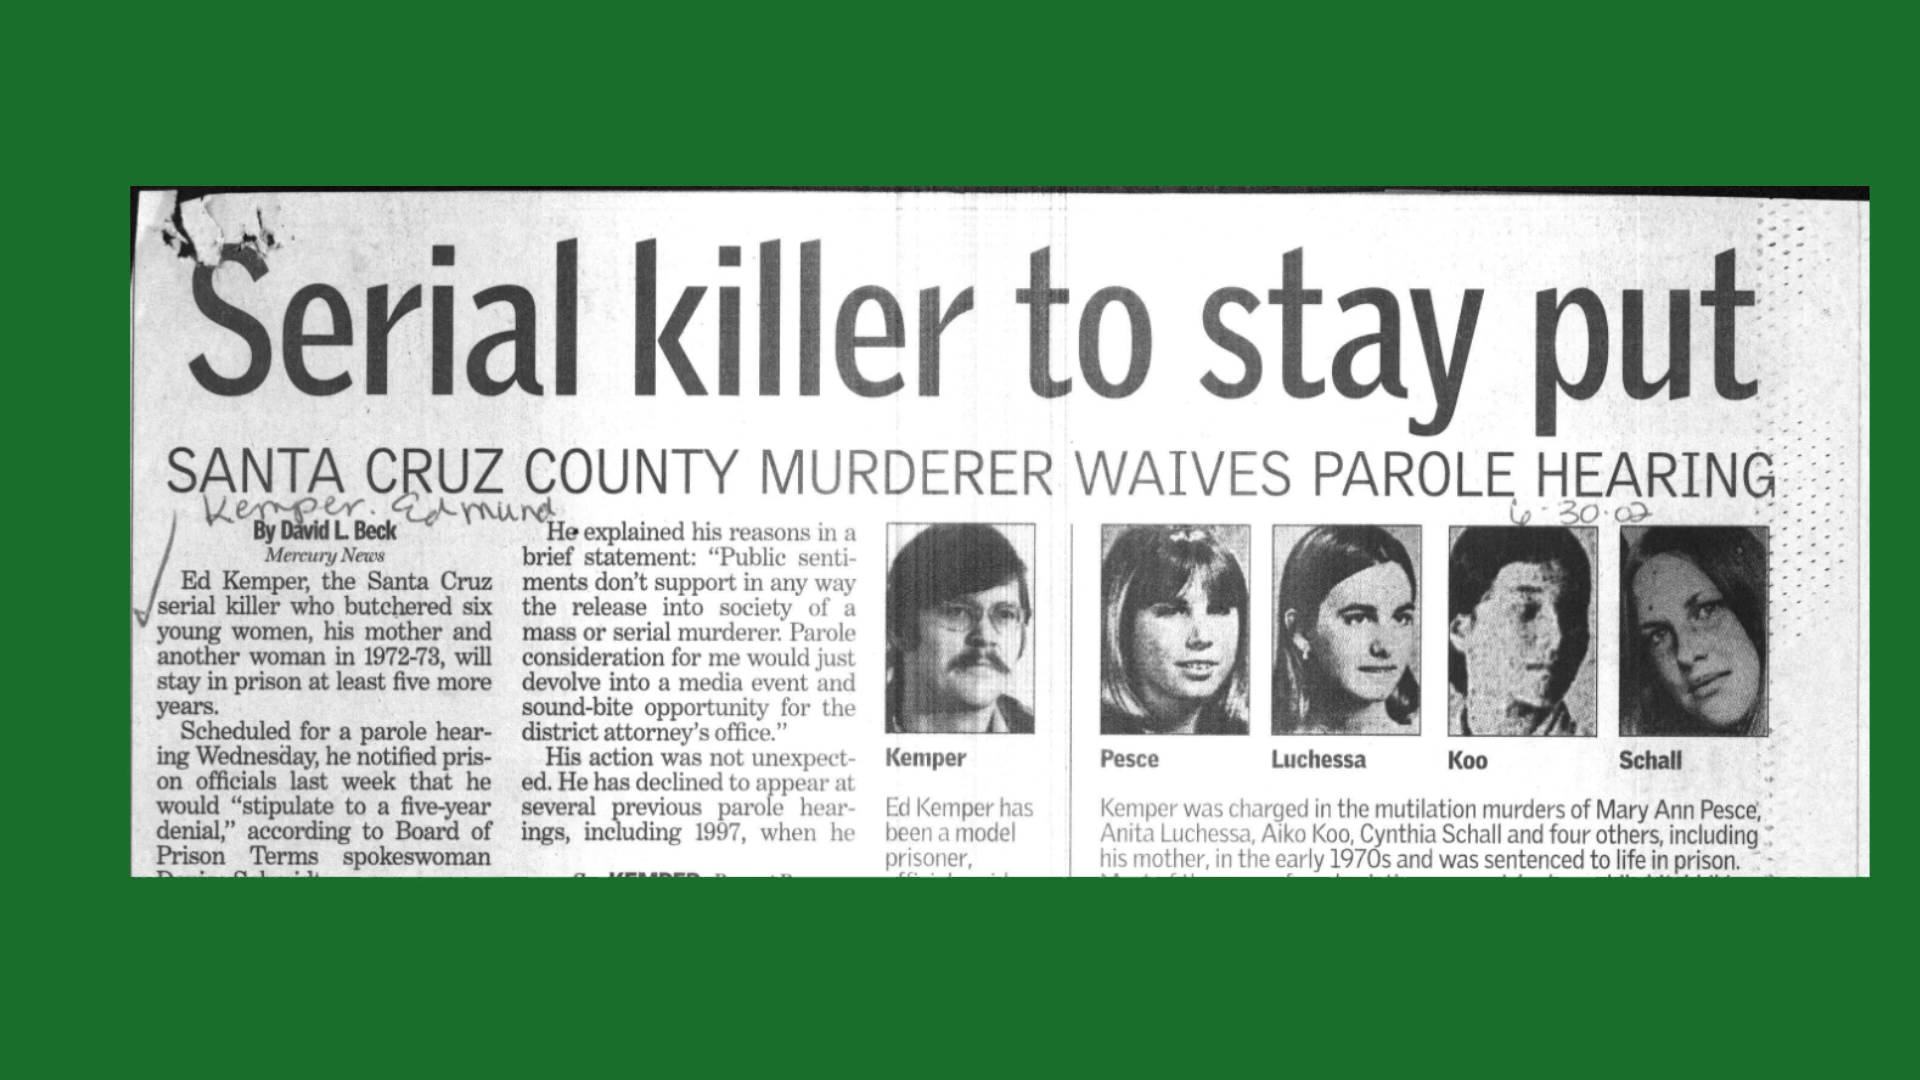 Serial killer to stay put
SANTA CRUZ COUNTY MURDERER WAIVES PAROLE HEARING
Kemper. Edmund
6-30-02
By David L. Beck
Mercury News
Ed Kemper, the Santa Cruz
serial killer who butchered six
young women, his mother and
another woman in 1972-73, will
stay in prison at least five more
years.
Scheduled for a parole hear-
ing Wednesday, he notified pris-
on officials last week that he
would “stipulate to a five-year
denial,” according to Board of
Prison Terms spokeswoman
He explained his reasons in a
brief statement: “Public senti-
ments don’t support in any way
the release into society of a
mass or serial murderer. Parole
consideration for me would just
devolve into a media event and
sound-bite opportunity for the
district attorney’s office.”
His action was not unexpect-
ed. He has declined to appear at
several previous parole hear-
ings, including 1997, when he
Kemper
Ed Kemper has
been a model
prisoner,
Pesce
Luchessa
Koo
Schall
Kemper was charged in the mutilation murders of Mary Ann Pesce,
Anita Luchessa, Aiko Koo, Cynthia Schall and four others, including
his mother, in the early 1970s and was sentenced to life in prison.